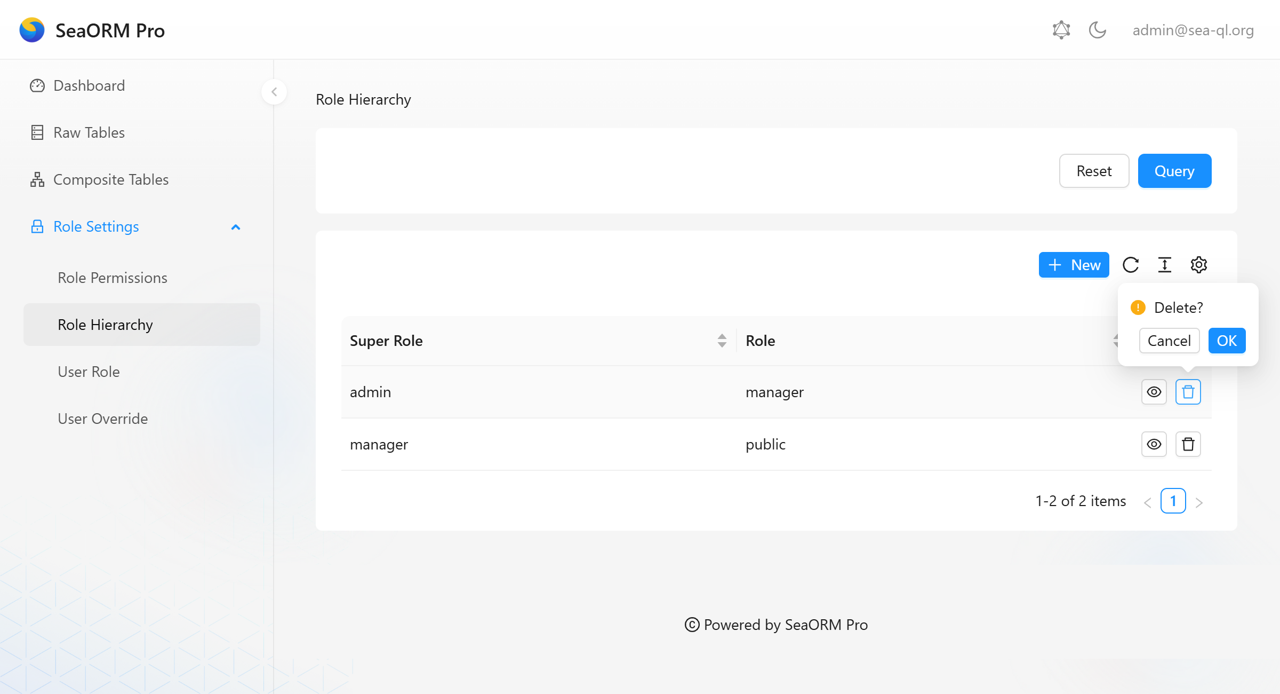 SeaORM Pro
admin@sea-ql.org
Dashboard
Raw Tables
Composite Tables
Role Settings
Role Permissions
Role Hierarchy
User Role
User Override
Role Hierarchy
Reset
Query
New
Delete?
Cancel
OK
Super Role
Role
admin
manager
manager
public
1-2 of 2 items
1
© Powered by SeaORM Pro